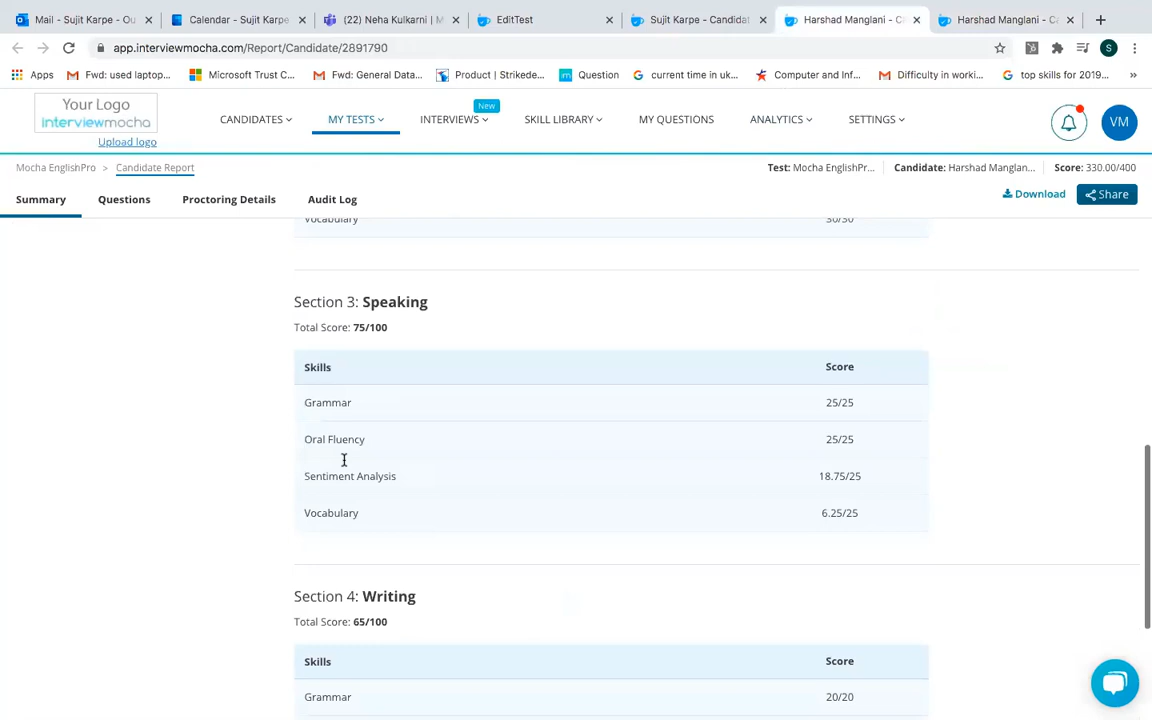 Mail - Sujit Karpe - Ou
Calendar - Sujit Karpe
(22) Neha Kulkarni | M
EditTest
Sujit Karpe - Candidat
Harshad Manglani - C
Harshad Manglani - C
app.interviewmocha.com/Report/Candidate/2891790
S
Apps
Fwd: used laptop...
Microsoft Trust C...
Fwd: General Data...
Product | Strikede...
Question
current time in uk...
Computer and Inf...
Difficulty in worki...
top skills for 2019...
»
Your Logo
interviewmocha
Upload logo
CANDIDATES
MY TESTS
INTERVIEWS
New
SKILL LIBRARY
MY QUESTIONS
ANALYTICS
SETTINGS
VM
Mocha EnglishPro > Candidate Report
Test: Mocha EnglishPr...
Candidate: Harshad Manglan...
Score: 330.00/400
Summary
Questions
Proctoring Details
Audit Log
Download
Share
Vocabulary 30/30
Section 3: Speaking
Total Score: 75/100
Skills Score
Grammar 25/25
Oral Fluency 25/25
Sentiment Analysis 18.75/25
Vocabulary 6.25/25
Section 4: Writing
Total Score: 65/100
Skills Score
Grammar 20/20